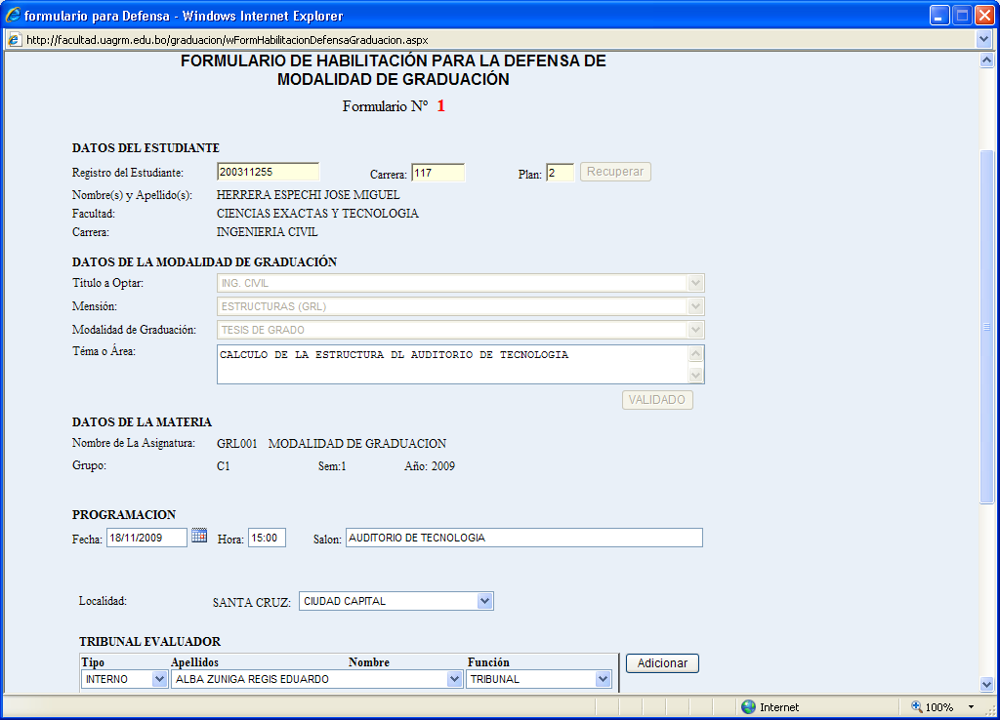 formulario para Defensa - Windows Internet Explorer
http://facultad.uagrm.edu.bo/graduacion/wFormHabilitacionDefensaGraduacion.aspx
FORMULARIO DE HABILITACIÓN PARA LA DEFENSA DE
MODALIDAD DE GRADUACIÓN
Formulario Nº 1
DATOS DEL ESTUDIANTE
Registro del Estudiante: 200311255 Carrera: 117 Plan: 2 Recuperar
Nombre(s) y Apellido(s): HERRERA ESPECHI JOSE MIGUEL
Facultad: CIENCIAS EXACTAS Y TECNOLOGIA
Carrera: INGENIERIA CIVIL
DATOS DE LA MODALIDAD DE GRADUACIÓN
Titulo a Optar: ING. CIVIL
Mensión: ESTRUCTURAS (GRL)
Modalidad de Graduación: TESIS DE GRADO
Téma o Área: CALCULO DE LA ESTRUCTURA DL AUDITORIO DE TECNOLOGIA
VALIDADO
DATOS DE LA MATERIA
Nombre de La Asignatura: GRL001 MODALIDAD DE GRADUACION
Grupo: C1 Sem:1 Año: 2009
PROGRAMACION
Fecha: 18/11/2009 Hora: 15:00 Salon: AUDITORIO DE TECNOLOGIA
Localidad: SANTA CRUZ: CIUDAD CAPITAL
TRIBUNAL EVALUADOR
Tipo Apellidos Nombre Función
INTERNO ALBA ZUNIGA REGIS EDUARDO TRIBUNAL Adicionar
Internet 100%